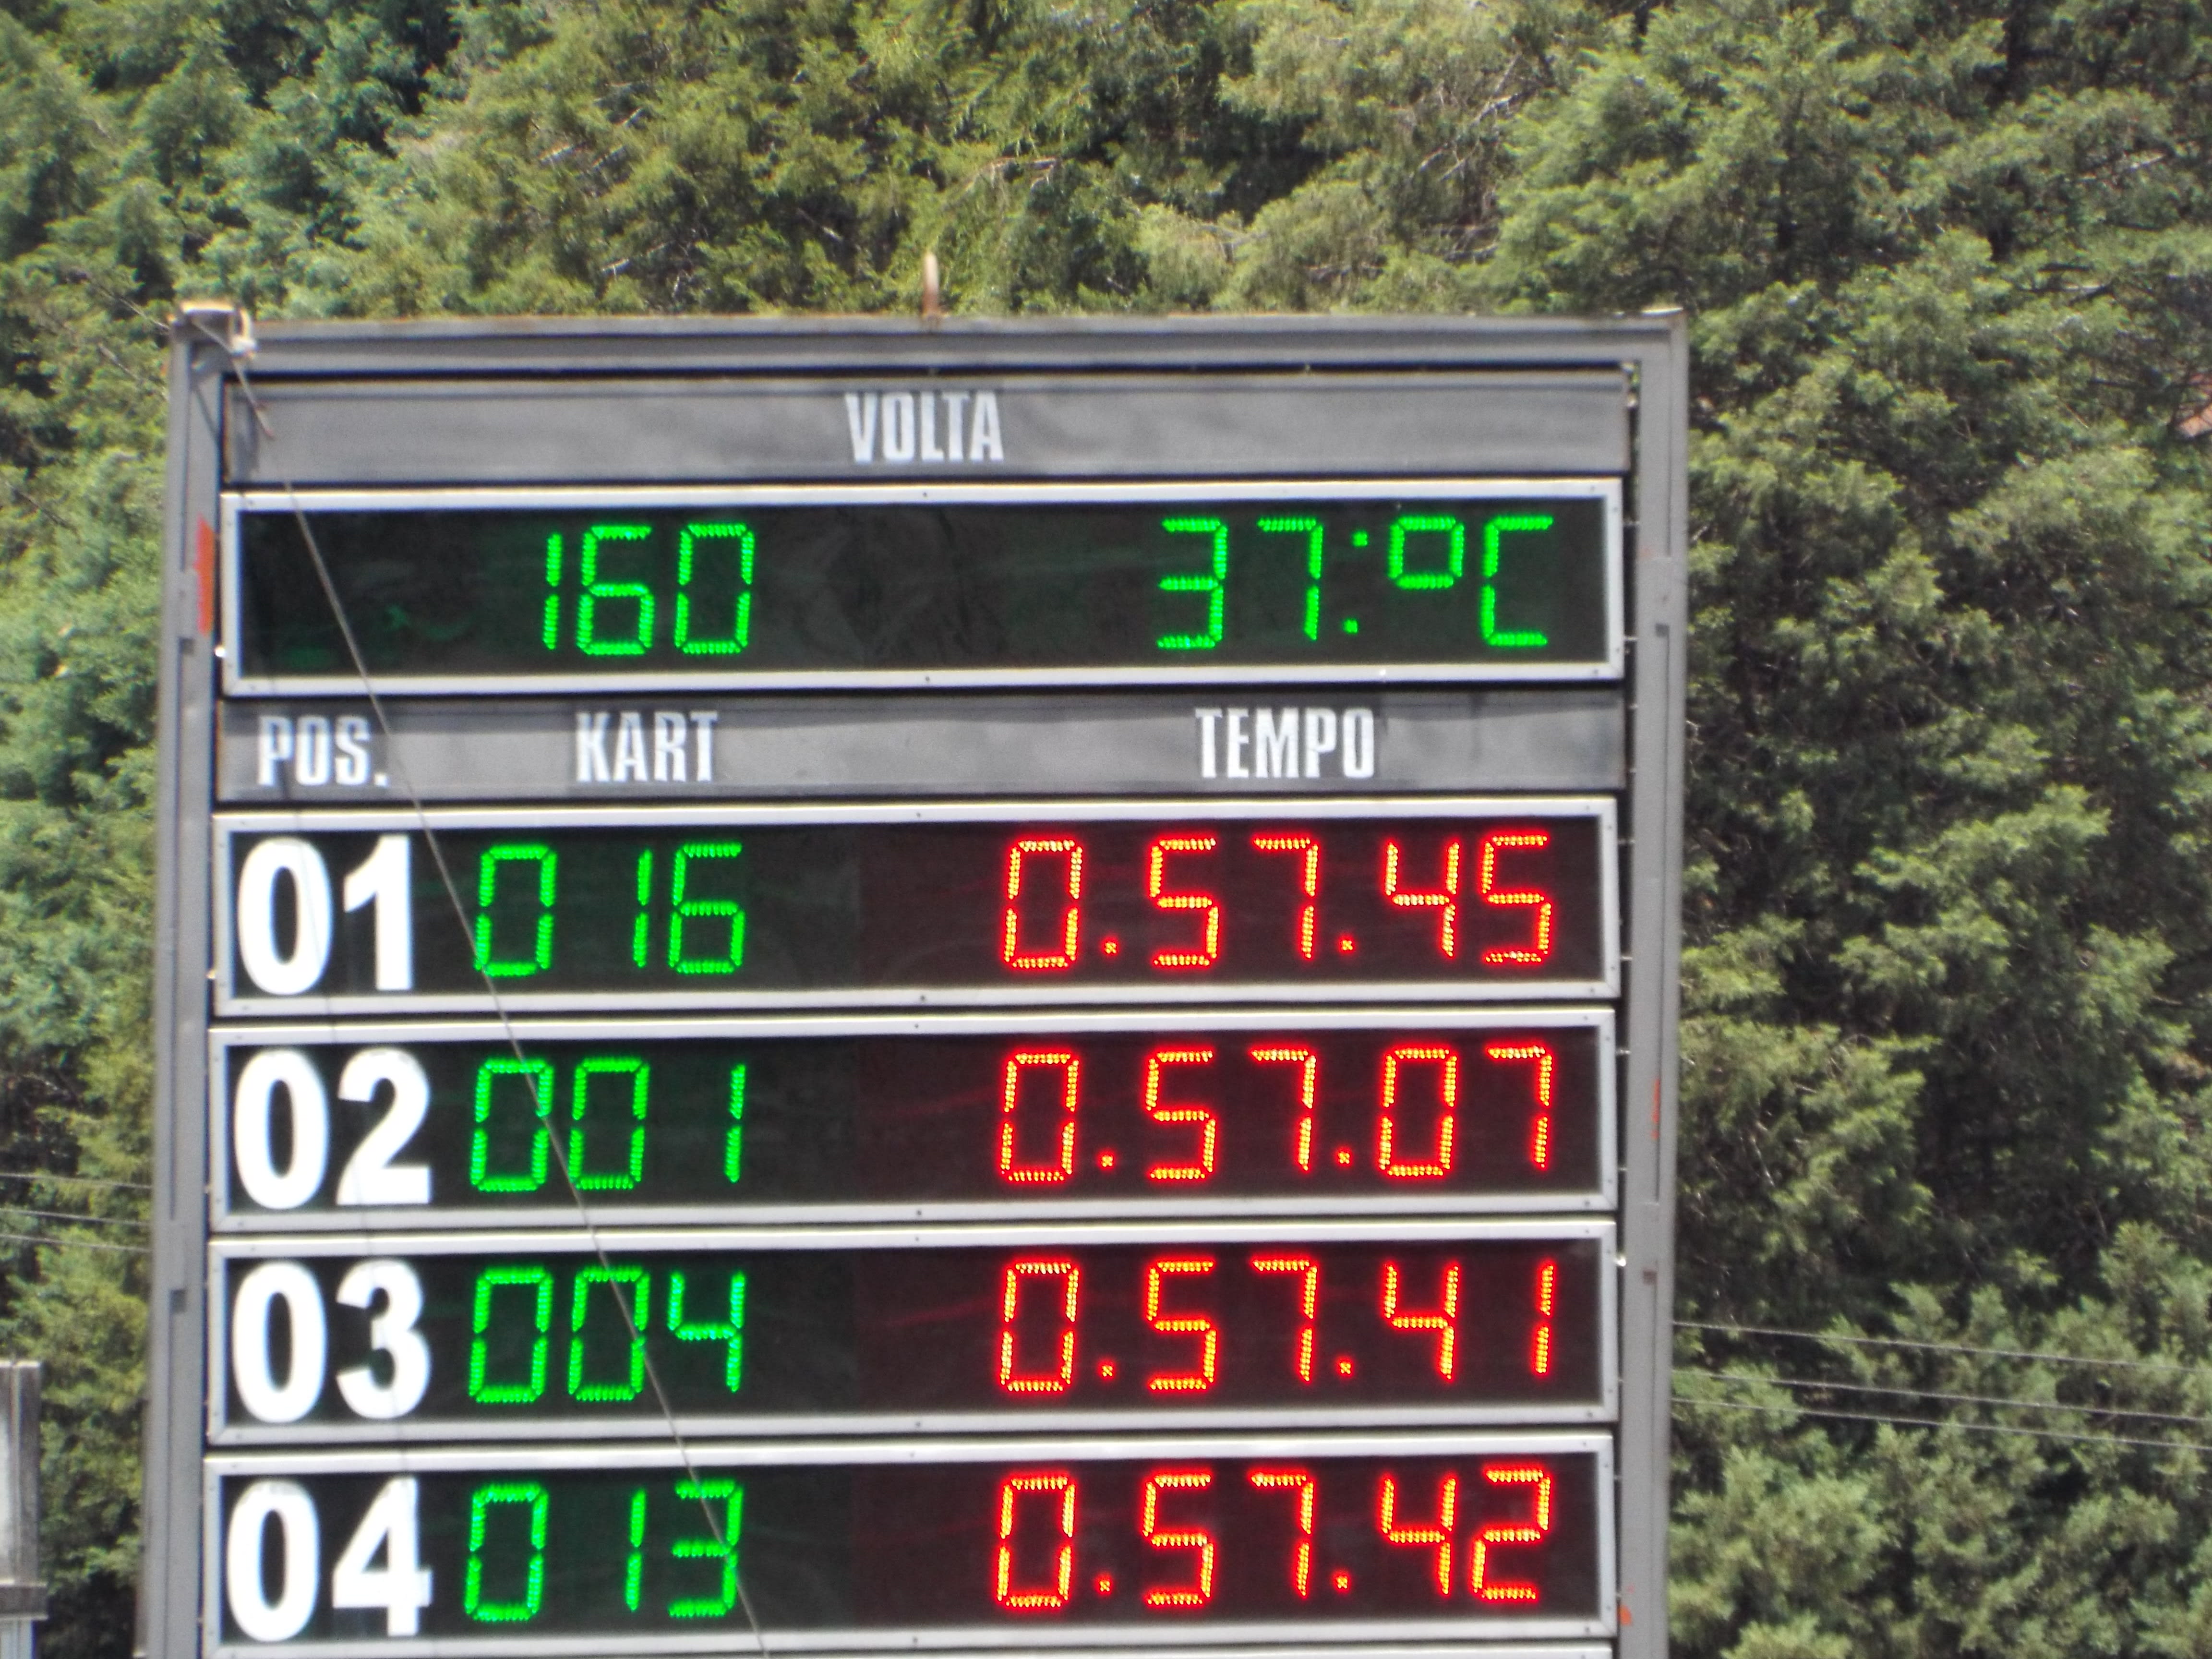 VOLTA
160 37:ºC
POS. KART TEMPO
01 016 0.57.45
02 001 0.57.07
03 004 0.57.41
04 013 0.57.42